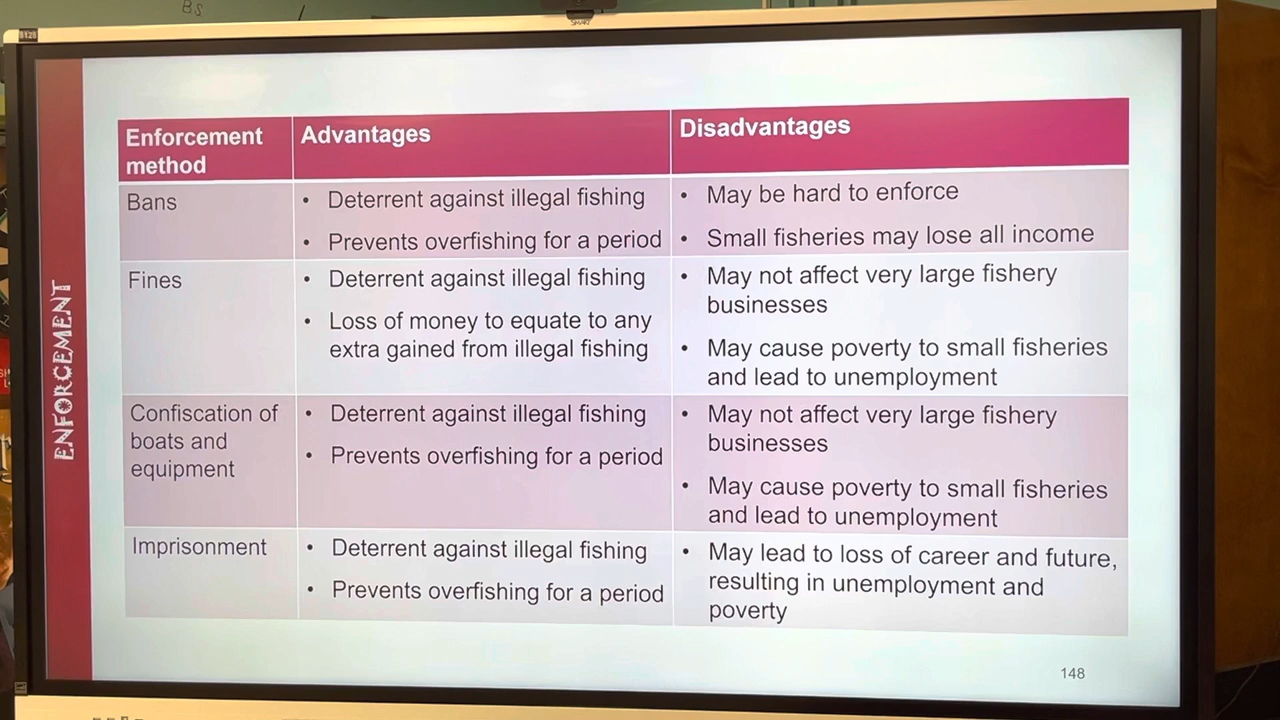 BS
SMART
ENFORCEMENT
Enforcement
method
Advantages
Disadvantages
Bans
• Deterrent against illegal fishing
• Prevents overfishing for a period
• May be hard to enforce
• Small fisheries may lose all income
Fines
• Deterrent against illegal fishing
• Loss of money to equate to any
extra gained from illegal fishing
• May not affect very large fishery
businesses
• May cause poverty to small fisheries
and lead to unemployment
Confiscation of
boats and
equipment
• Deterrent against illegal fishing
• Prevents overfishing for a period
• May not affect very large fishery
businesses
• May cause poverty to small fisheries
and lead to unemployment
Imprisonment
• Deterrent against illegal fishing
• Prevents overfishing for a period
• May lead to loss of career and future,
resulting in unemployment and
poverty
148